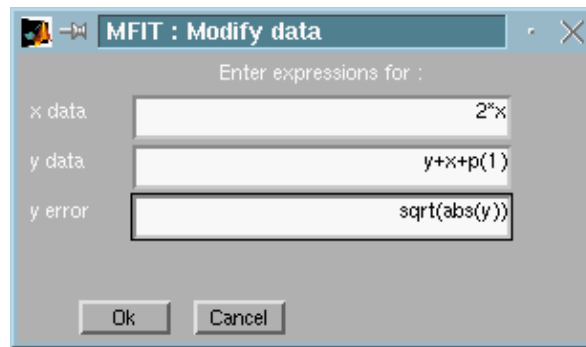 MFIT : Modify data
Enter expressions for :
x data 2*x
y data y+x+p(1)
y error sqrt(abs(y))
Ok Cancel